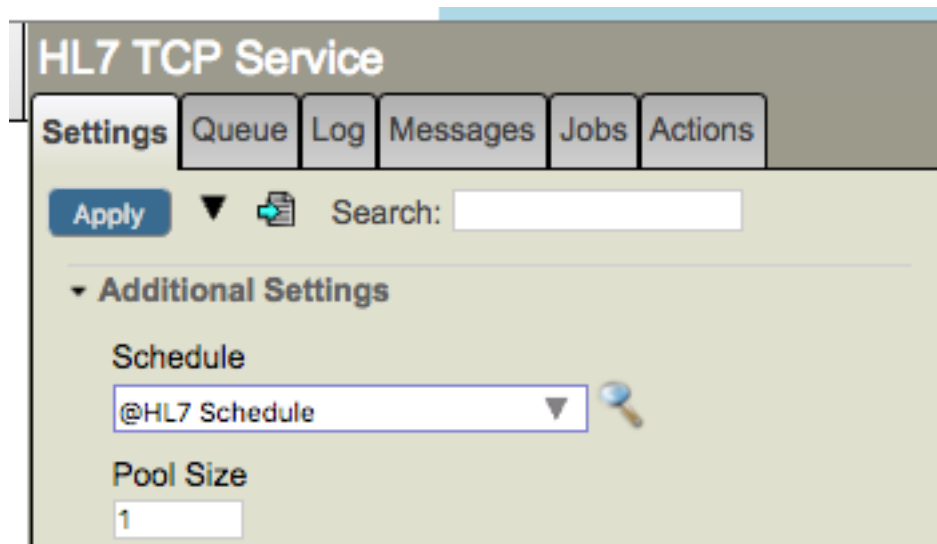 HL7 TCP Service
Settings Queue Log Messages Jobs Actions
Apply Search:
Additional Settings
Schedule
@HL7 Schedule
Pool Size
1